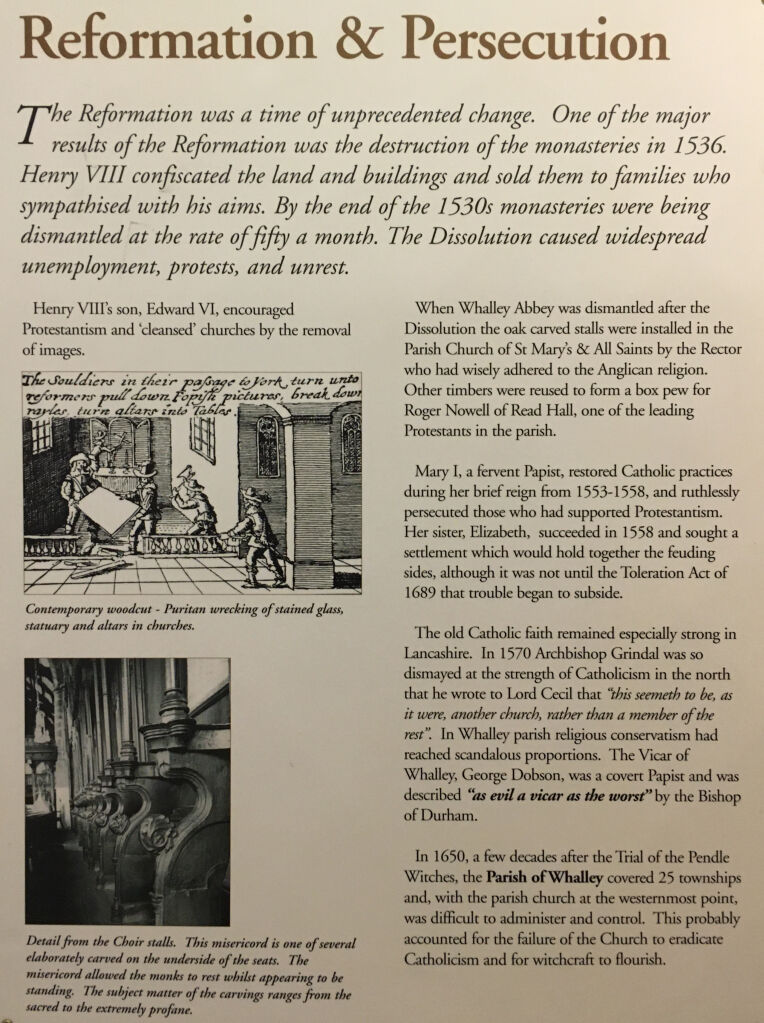 Reformation & Persecution
The Reformation was a time of unprecedented change. One of the major
results of the Reformation was the destruction of the monasteries in 1536.
Henry VIII confiscated the land and buildings and sold them to families who
sympathised with his aims. By the end of the 1530s monasteries were being
dismantled at the rate of fifty a month. The Dissolution caused widespread
unemployment, protests, and unrest.
Henry VIII's son, Edward VI, encouraged
Protestantism and ‘cleansed’ churches by the removal
of images.
The Souldiers in their paſsage to York turn unto
reformers pull down Popiſh pictures, break down
rayles, turn altars into Tables.
Contemporary woodcut - Puritan wrecking of stained glass,
statuary and altars in churches.
Detail from the Choir stalls. This misericord is one of several
elaborately carved on the underside of the seats. The
misericord allowed the monks to rest whilst appearing to be
standing. The subject matter of the carvings ranges from the
sacred to the extremely profane.
When Whalley Abbey was dismantled after the
Dissolution the oak carved stalls were installed in the
Parish Church of St Mary's & All Saints by the Rector
who had wisely adhered to the Anglican religion.
Other timbers were reused to form a box pew for
Roger Nowell of Read Hall, one of the leading
Protestants in the parish.
Mary I, a fervent Papist, restored Catholic practices
during her brief reign from 1553-1558, and ruthlessly
persecuted those who had supported Protestantism.
Her sister, Elizabeth, succeeded in 1558 and sought a
settlement which would hold together the feuding
sides, although it was not until the Toleration Act of
1689 that trouble began to subside.
The old Catholic faith remained especially strong in
Lancashire. In 1570 Archbishop Grindal was so
dismayed at the strength of Catholicism in the north
that he wrote to Lord Cecil that “this seemeth to be, as
it were, another church, rather than a member of the
rest”. In Whalley parish religious conservatism had
reached scandalous proportions. The Vicar of
Whalley, George Dobson, was a covert Papist and was
described “as evil a vicar as the worst” by the Bishop
of Durham.
In 1650, a few decades after the Trial of the Pendle
Witches, the Parish of Whalley covered 25 townships
and, with the parish church at the westernmost point,
was difficult to administer and control. This probably
accounted for the failure of the Church to eradicate
Catholicism and for witchcraft to flourish.